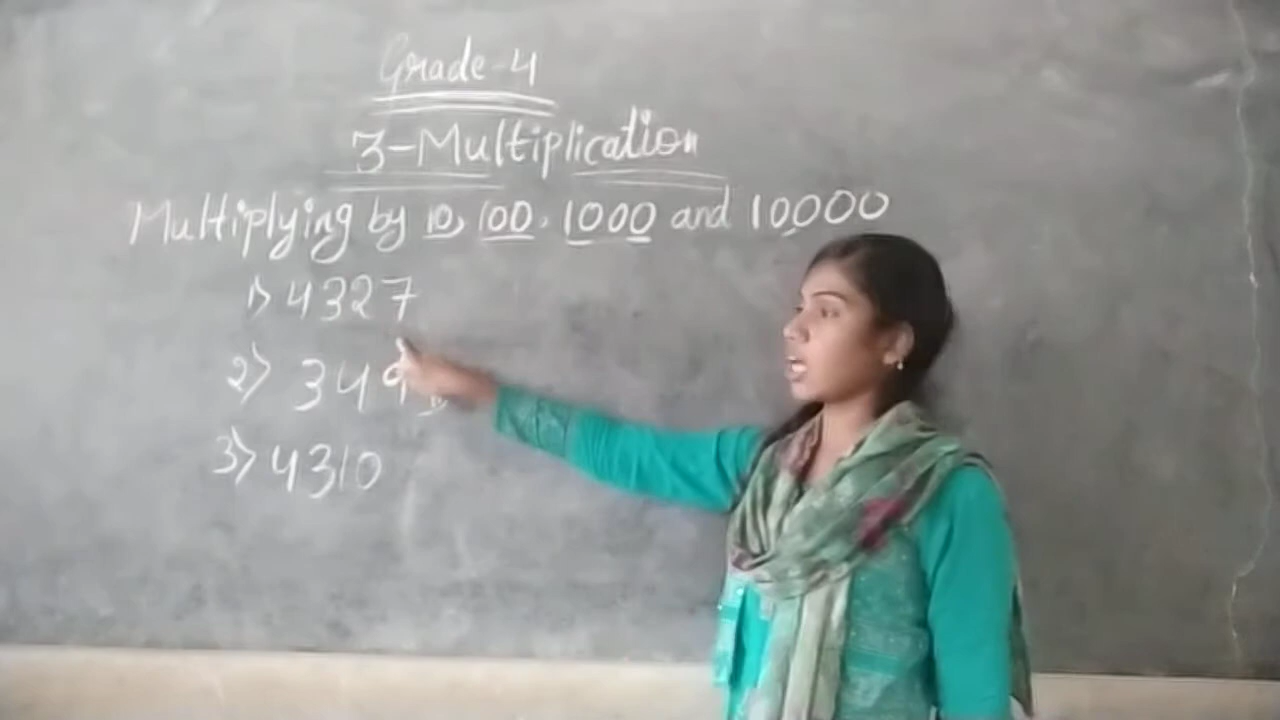 Grade-4
3-Multiplication
Multiplying by 10, 100, 1000 and 10,000
1) 4327
2) 349
3) 4310